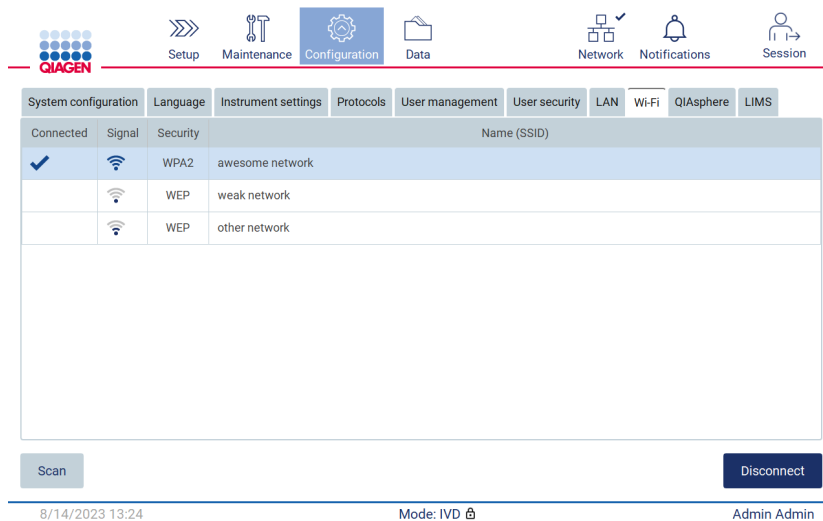 QIAGEN
Setup Maintenance Configuration Data Network Notifications Session
System configuration Language Instrument settings Protocols User management User security LAN Wi-Fi QIAsphere LIMS
Connected Signal Security Name (SSID)
WPA2 awesome network
WEP weak network
WEP other network
Scan Disconnect
8/14/2023 13:24 Mode: IVD Admin Admin